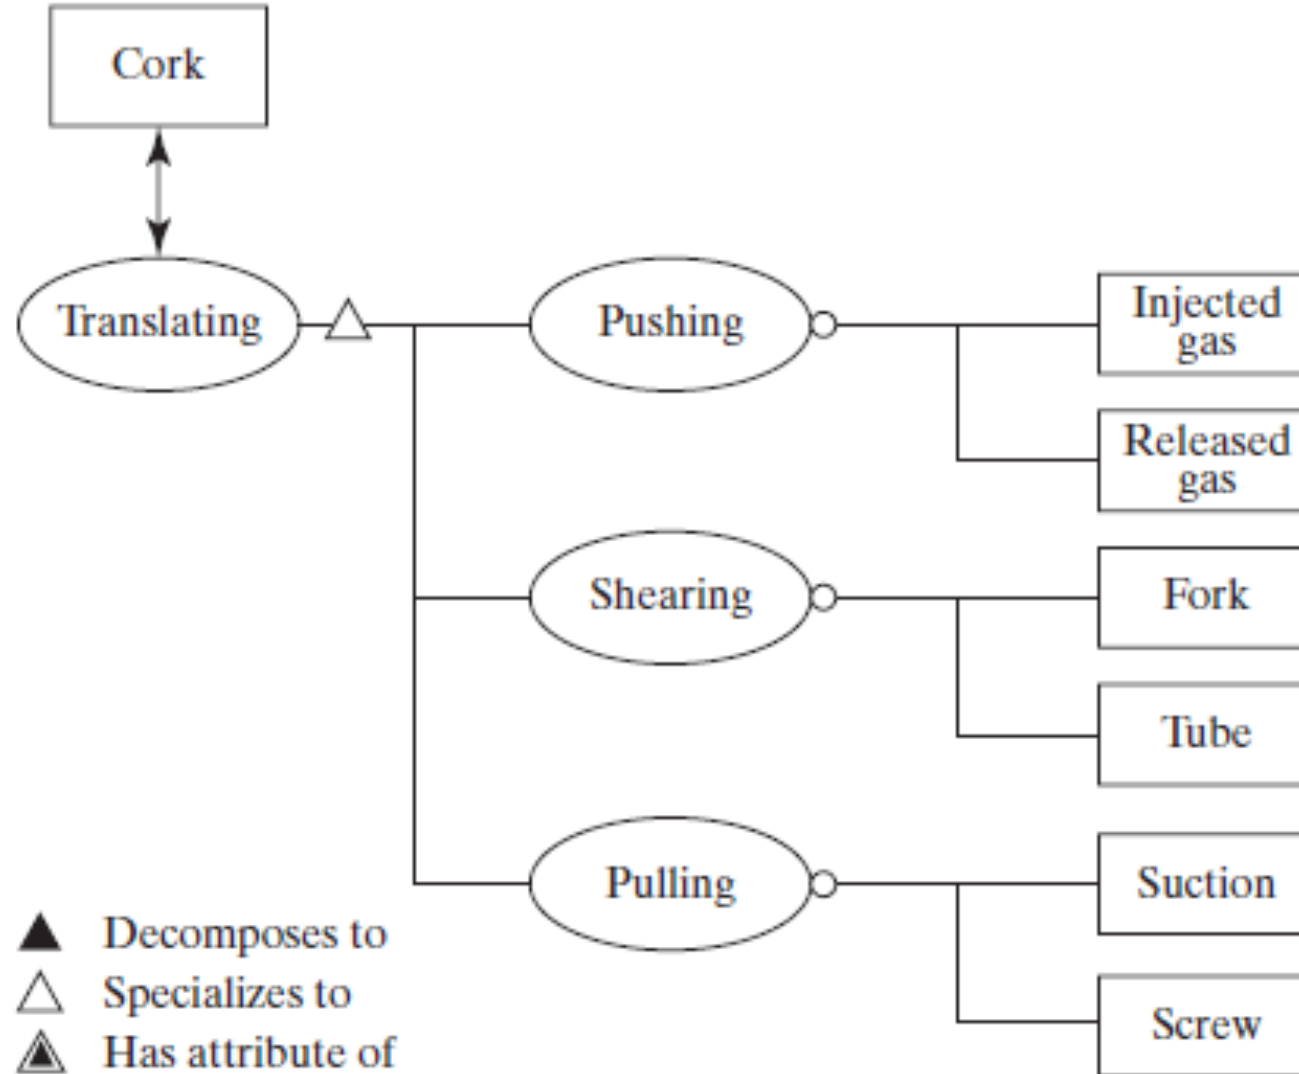 Cork
Translating
Pushing
Injected
gas
Released
gas
Shearing
Fork
Tube
Pulling
Suction
Screw
Decomposes to
Specializes to
Has attribute of